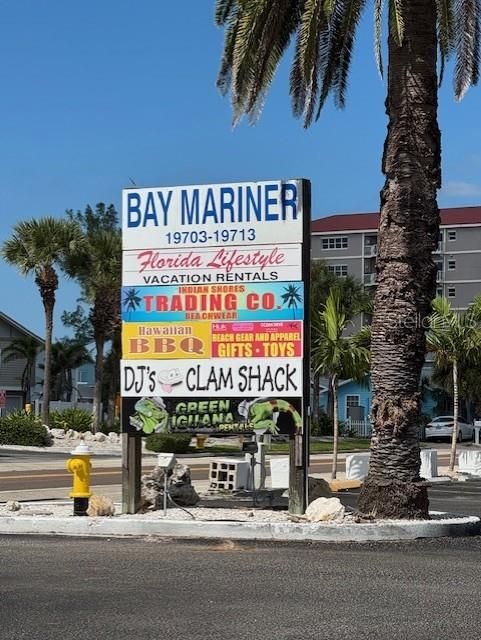 BAY MARINER
19703-19713
Florida Lifestyle
VACATION RENTALS
INDIAN SHORES
TRADING CO.
BEACHWEAR
Hawaiian
BBQ
BEACH GEAR AND APPAREL
GIFTS • TOYS
DJ's CLAM SHACK
GREEN
IGUANA
RENTALS
Stellar